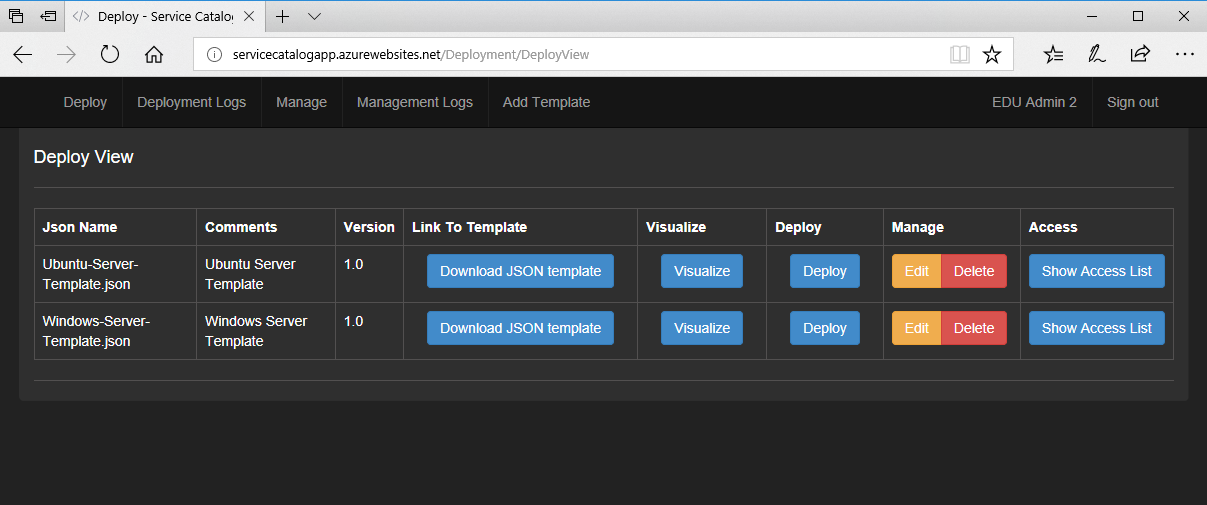 Deploy - Service Catalog
servicecatalogapp.azurewebsites.net/Deployment/DeployView
Deploy Deployment Logs Manage Management Logs Add Template EDU Admin 2 Sign out
Deploy View
Json Name Comments Version Link To Template Visualize Deploy Manage Access
Ubuntu-Server- Ubuntu Server 1.0 Download JSON template Visualize Deploy Edit Delete Show Access List
Template.json Template
Windows-Server- Windows Server 1.0 Download JSON template Visualize Deploy Edit Delete Show Access List
Template.json Template